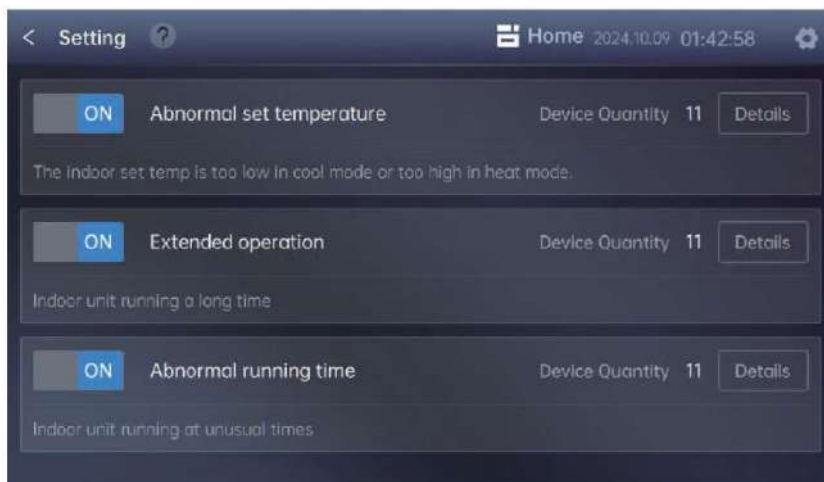 < Setting ? Home 2024.10.09 01:42:58
ON Abnormal set temperature Device Quantity 11 Details
The indoor set temp is too low in cool mode or too high in heat mode.
ON Extended operation Device Quantity 11 Details
Indoor unit running a long time
ON Abnormal running time Device Quantity 11 Details
Indoor unit running at unusual times